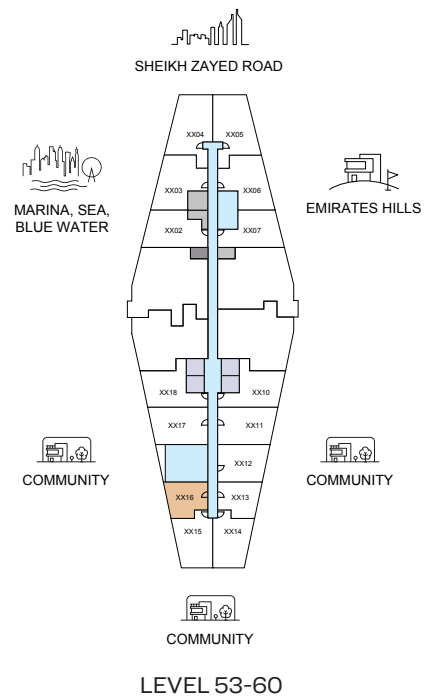 SHEIKH ZAYED ROAD
XX04
XX05
MARINA, SEA,
BLUE WATER
XX03
XX06
EMIRATES HILLS
XX02
XX07
XX18
XX10
XX17
XX11
COMMUNITY
XX12
COMMUNITY
XX16
XX13
XX15
XX14
COMMUNITY
LEVEL 53-60